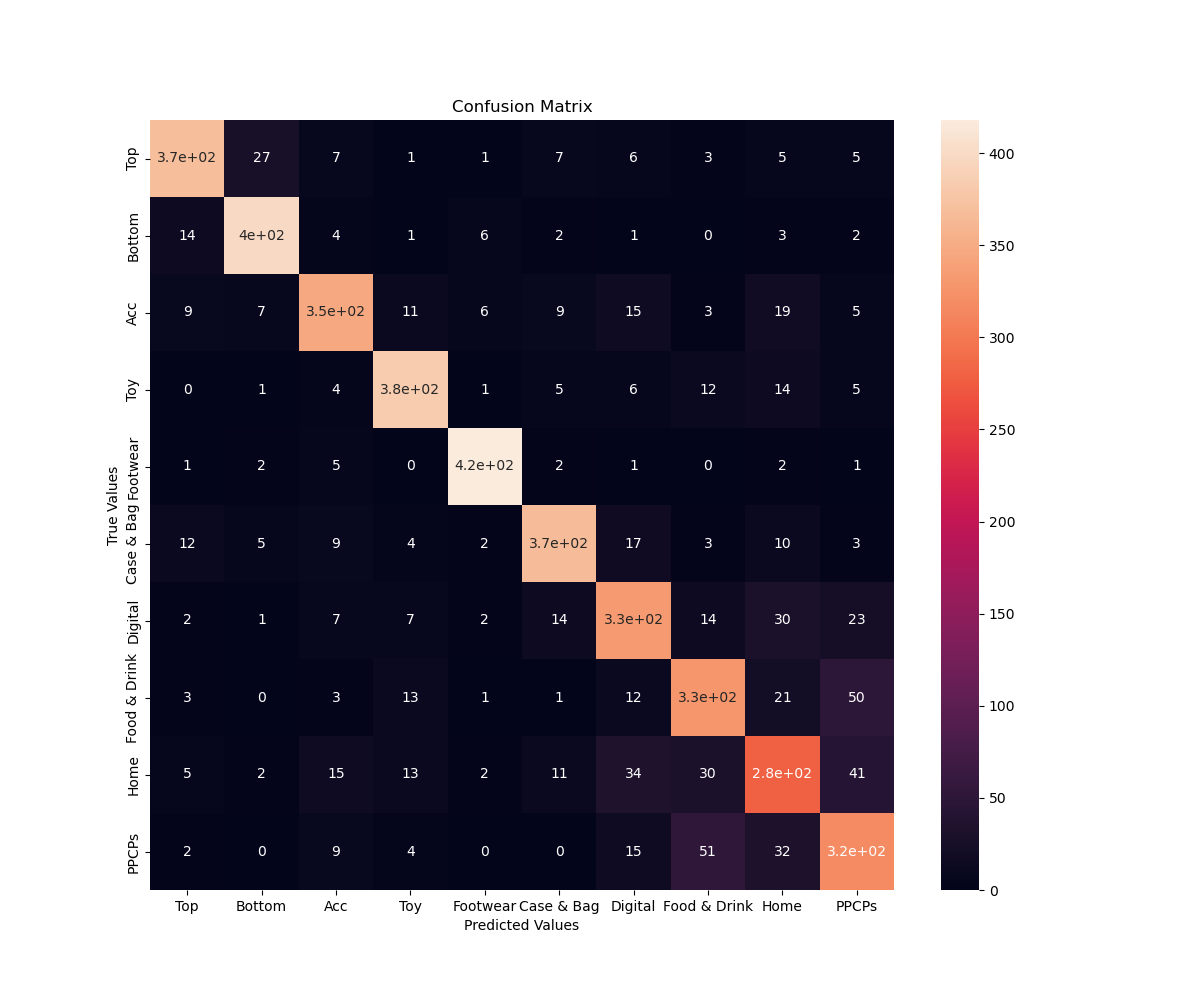 Confusion Matrix
Top 3.7e+02 27 7 1 1 7 6 3 5 5
Bottom 14 4e+02 4 1 6 2 1 0 3 2
Acc 9 7 3.5e+02 11 6 9 15 3 19 5
Toy 0 1 4 3.8e+02 1 5 6 12 14 5
Footwear 1 2 5 0 4.2e+02 2 1 0 2 1
Case & Bag 12 5 9 4 2 3.7e+02 17 3 10 3
Digital 2 1 7 7 2 14 3.3e+02 14 30 23
Food & Drink 3 0 3 13 1 1 12 3.3e+02 21 50
Home 5 2 15 13 2 11 34 30 2.8e+02 41
PPCPs 2 0 9 4 0 0 15 51 32 3.2e+02
True Values
Top Bottom Acc Toy Footwear Case & Bag Digital Food & Drink Home PPCPs
Predicted Values
400
350
300
250
200
150
100
50
0